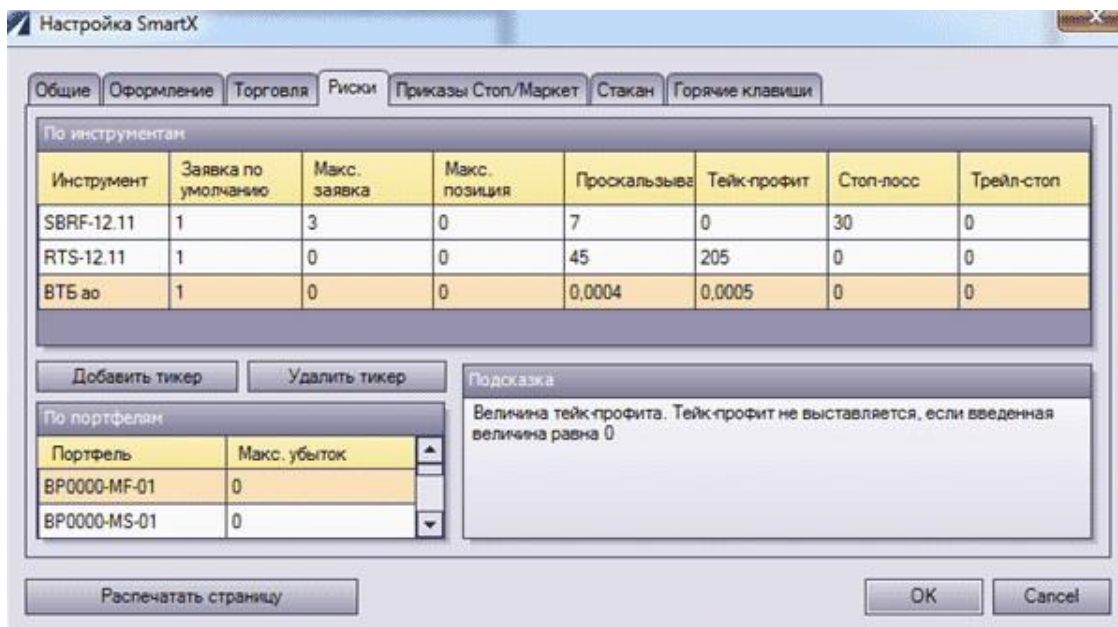 Настройка SmartX
Общие Оформление Торговля Риски Приказы Стоп/Маркет Стакан Горячие клавиши
По инструментам
Инструмент Заявка по умолчанию Макс. заявка Макс. позиция Проскальзыва Тейк-профит Стоп-лосс Трейл-стоп
SBRF-12.11 1 3 0 7 0 30 0
RTS-12.11 1 0 0 45 205 0 0
ВТБ ао 1 0 0 0,0004 0,0005 0 0
Добавить тикер Удалить тикер
Подсказка
Величина тейк-профита. Тейк-профит не выставляется, если введенная
величина равна 0
По портфелям
Портфель Макс. убыток
BP0000-MF-01 0
BP0000-MS-01 0
Распечатать страницу OK Cancel